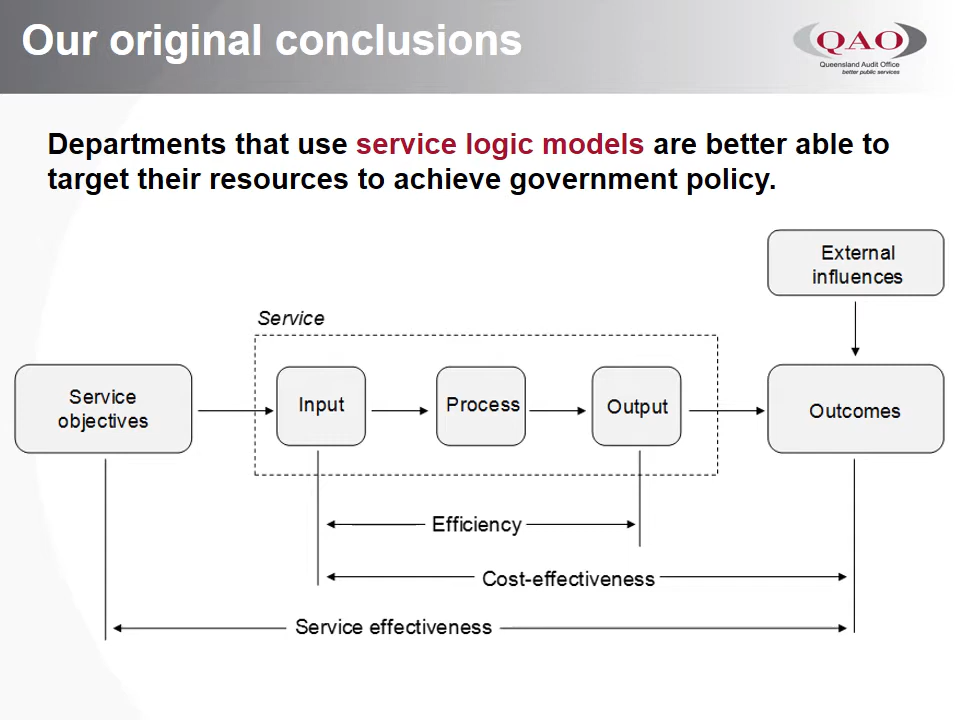 Our original conclusions
QAO
Queensland Audit Office
better public services
Departments that use service logic models are better able to
target their resources to achieve government policy.
External
influences
Service
Service
objectives
Input
Process
Output
Outcomes
Efficiency
Cost-effectiveness
Service effectiveness